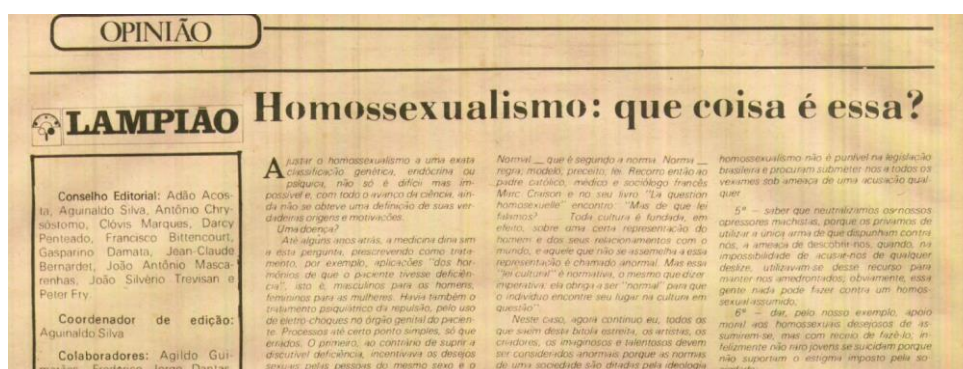 OPINIÃO
LAMPIAO
Homossexualismo: que coisa é essa?
Conselho Editorial: Adão Acos-
ta, Aguinaldo Silva, Antônio Chry-
sóstomo, Clóvis Marques, Darcy
Penteado, Francisco Bittencourt,
Gasparino Damata, Jean-Claude
Bernardet, João Antônio Masca-
renhas, João Silvério Trevisan e
Peter Fry.
Coordenador de edição:
Aguinaldo Silva
Colaboradores: Agildo Gui-
marães, Frederico Jorge Dantas,
Ajustar o homossexualismo a uma exata
classificação genética, endócrina ou
psíquica, não só é difícil mas im-
possível e, com todo o avanço da ciência, ain-
da não se obteve uma definição de suas ver-
dadeiras origens e motivações.
Uma doença?
Até alguns anos atrás, a medicina diria sim
a esta pergunta, prescrevendo como trata-
mento, por exemplo, aplicações "dos hor-
mônios de que o paciente tivesse deficiên-
cia", isto é, masculinos para os homens,
femininos para as mulheres. Havia também o
tratamento psiquiátrico da repulsão, pelo uso
de eletro-choques no órgão genital do pacien-
te. Processos até certo ponto simples, só que
errados. O primeiro, ao contrário de suprir a
discutível deficiência, incentivava os desejos
sexuais pelas pessoas do mesmo sexo e o
Normal __ que é segundo a norma. Norma __
regra, modelo, preceito, lei. Recorro então ao
padre católico, médico e sociólogo francês
Marc Oraison e no seu livro "La question
homosexuelle" encontro: "Mas de que lei
falamos? Toda cultura é fundada, em
efeito, sobre uma certa representação do
homem e dos seus relacionamentos com o
mundo, e aquele que não se assemelha a essa
representação é chamado anormal. Mas essa
"lei cultural" é normativa, o mesmo que dizer
imperativa, ela obriga a ser "normal" para que
o indivíduo encontre seu lugar na cultura em
questão
Neste caso, agora continuo eu, todos os
que saem desta bitola estreita, os artistas, os
criadores, os imaginosos e talentosos devem
ser considerados anormais porque as normas
de uma sociedade são ditadas pela ideologia
homossexualismo não é punível na legislação
brasileira e procuram submeter-nos a todos os
vexames sob ameaça de uma acusação qual-
quer.
5º — saber que neutralizamos os nossos
opressores machistas, porque os privamos de
utilizar a única arma de que dispunham contra
nós, a ameaça de descobrir-nos, quando, na
impossibilidade de acusar-nos de qualquer
deslize, utilizavam-se desse recurso para
manter-nos amedrontados; obviamente, essa
gente nada pode fazer contra um homos-
sexual assumido.
6º — dar, pelo nosso exemplo, apoio
moral aos homossexuais desejosos de as-
sumirem-se, mas com receio de fazê-lo; in-
felizmente não raro jovens se suicidam porque
não suportam o estigma imposto pela so-